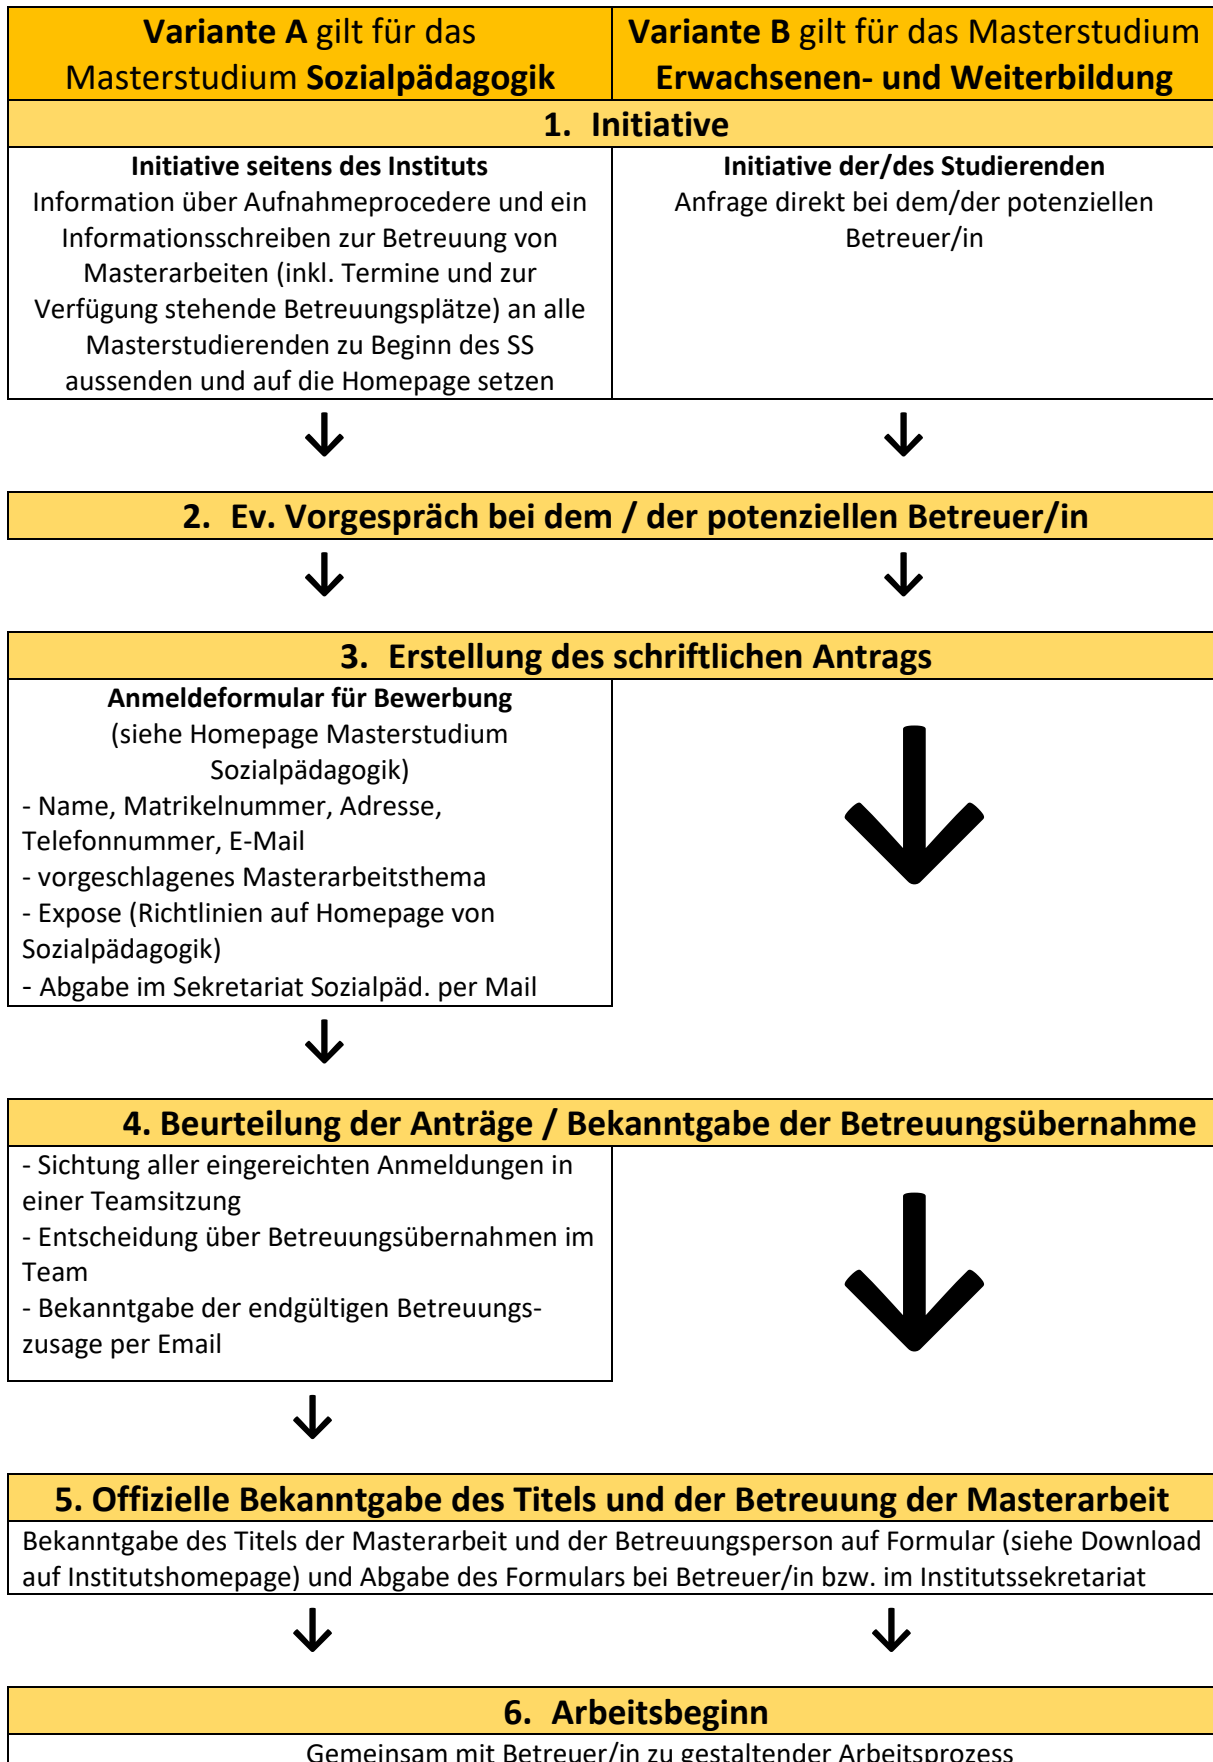 Variante A gilt für das
Masterstudium Sozialpädagogik
Variante B gilt für das Masterstudium
Erwachsenen- und Weiterbildung
1. Initiative
Initiative seitens des Instituts
Information über Aufnahmeprocedere und ein
Informationsschreiben zur Betreuung von
Masterarbeiten (inkl. Termine und zur
Verfügung stehende Betreuungsplätze) an alle
Masterstudierenden zu Beginn des SS
aussenden und auf die Homepage setzen
Initiative der/des Studierenden
Anfrage direkt bei dem/der potenziellen
Betreuer/in
2. Ev. Vorgespräch bei dem / der potenziellen Betreuer/in
3. Erstellung des schriftlichen Antrags
Anmeldeformular für Bewerbung
(siehe Homepage Masterstudium
Sozialpädagogik)
- Name, Matrikelnummer, Adresse,
Telefonnummer, E-Mail
- vorgeschlagenes Masterarbeitsthema
- Expose (Richtlinien auf Homepage von
Sozialpädagogik)
- Abgabe im Sekretariat Sozialpäd. per Mail
4. Beurteilung der Anträge / Bekanntgabe der Betreuungsübernahme
- Sichtung aller eingereichten Anmeldungen in
einer Teamsitzung
- Entscheidung über Betreuungsübernahmen im
Team
- Bekanntgabe der endgültigen Betreuungs-
zusage per Email
5. Offizielle Bekanntgabe des Titels und der Betreuung der Masterarbeit
Bekanntgabe des Titels der Masterarbeit und der Betreuungsperson auf Formular (siehe Download
auf Institutshomepage) und Abgabe des Formulars bei Betreuer/in bzw. im Institutssekretariat
6. Arbeitsbeginn
Gemeinsam mit Betreuer/in zu gestaltender Arbeitsprozess